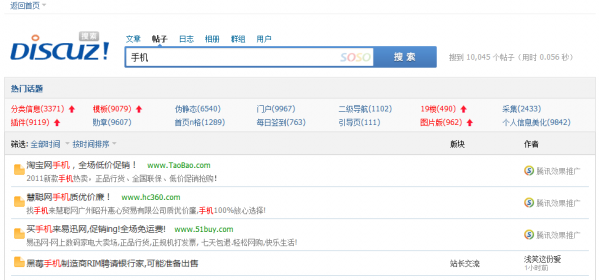 返回首页
DISCUZ! 搜索
文章 帖子 日志 相册 群组 用户
手机 SOSO 搜索 搜到 10,045 个帖子（用时 0.056 秒）
热门话题
分类信息(3371) 模板(9079) 伪静态(6540) 门户(9967) 二级导航(1102) 19楼(490) 采集(2433)
插件(9119) 勋章(9607) 首页n格(1289) 每日签到(763) 引导页(111) 图片版(962) 个人信息美化(9842)
筛选: 全部时间 按时间排序 版块 作者
淘宝网手机，全场低价促销！ www.TaoBao.com 腾讯效果推广
2011新款手机热卖，正品行货、全国联保、低价促销抢购！
慧聪网手机质优价廉！ www.hc360.com 腾讯效果推广
找手机来慧聪网广州昭升嘉心贸易有限公司质优价廉,手机100%放心选择!
买手机来易迅网,促销ing!全场免运费! www.51buy.com 腾讯效果推广
易迅网-网上数码家电大卖场,正品行货,正规机打发票,七天包退.轻松网购,快乐生活!
黑莓手机制造商RIM聘请银行家,可能准备出售 站长交流 浅笑这份爱
1小时前